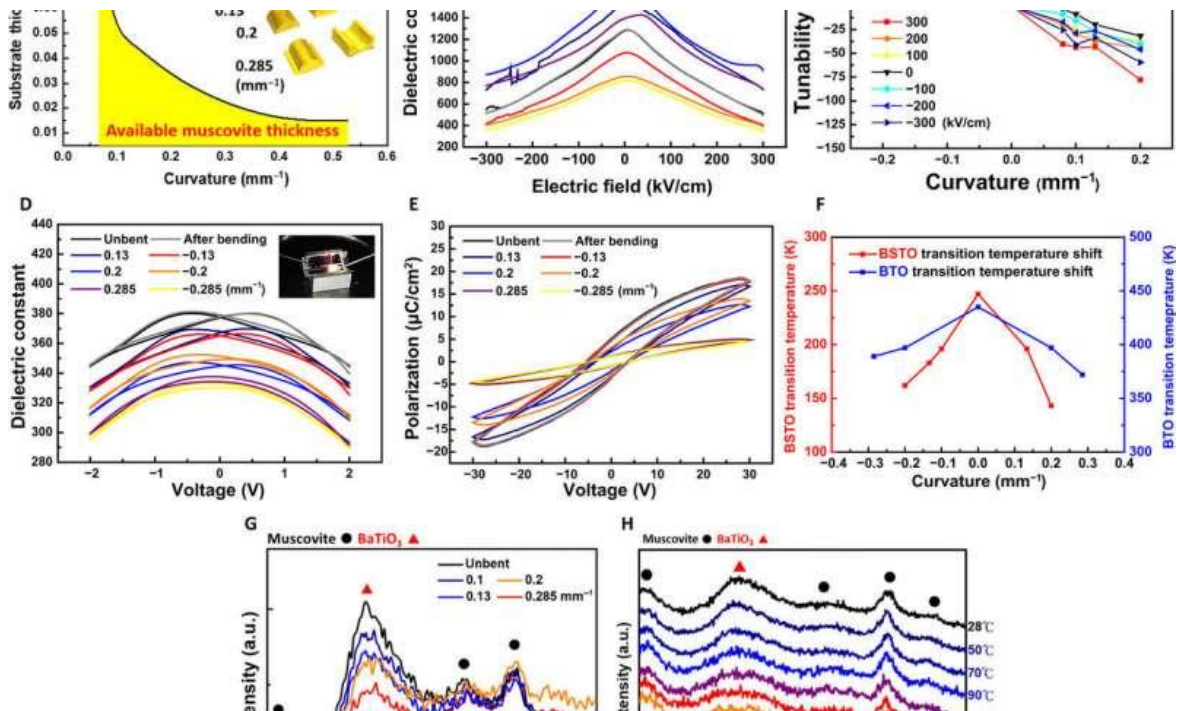 0.13
0.2
0.285
(mm⁻¹)
0.05
0.04
0.03
0.02
0.01
Available muscovite thickness
0.0 0.1 0.2 0.3 0.4 0.5 0.6
Curvature (mm⁻¹)
Substrate
1400
1200
1000
800
600
400
200
−300 −200 −100 0 100 200 300
Electric field (kV/cm)
Dielectric
Tunability
−25
−50
−75
−100
−125
−150
300
200
100
0
−100
−200
−300 (kV/cm)
−0.2 −0.1 0.0 0.1 0.2
Curvature (mm⁻¹)
D
440
420
400
380
360
340
320
300
280
Unbent After bending
0.13 −0.13
0.2 −0.2
0.285 −0.285 (mm⁻¹)
−2 −1 0 1 2
Voltage (V)
Dielectric constant
E
30
25
20
15
10
5
0
−5
−10
−15
−20
Unbent After bending
0.13 −0.13
0.2 −0.2
0.285 −0.285 (mm⁻¹)
−30 −20 −10 0 10 20 30
Voltage (V)
Polarization (μC/cm²)
F
300
250
200
150
100
BSTO transition temperature shift
BTO transition temperature shift
500
450
400
350
300
−0.4 −0.3 −0.2 −0.1 0.0 0.1 0.2 0.3 0.4
Curvature (mm⁻¹)
BSTO transition temperature (K)
BTO transition temeprature (K)
G
Muscovite ● BaTiO₃ ▲
Unbent
0.1 0.2
0.13 0.285 mm⁻¹
(a.u.)
H
Muscovite ● BaTiO₃ ▲
28℃
50℃
70℃
90℃
(a.u.)